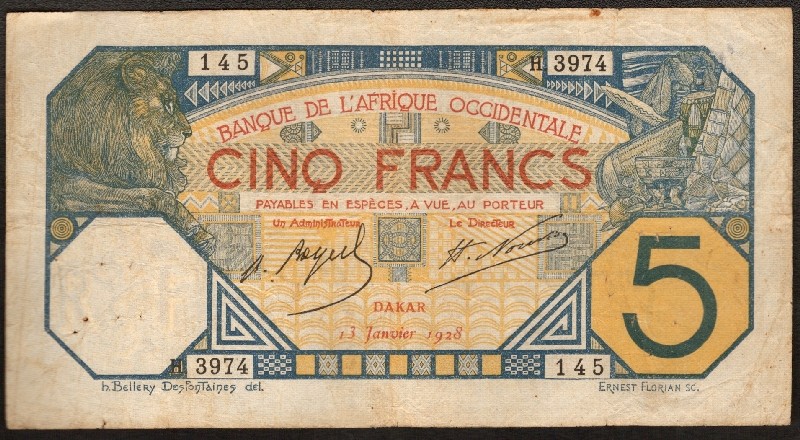 145
H 3974
BANQUE DE L'AFRIQUE OCCIDENTALE
CINQ FRANCS
PAYABLES EN ESPÈCES, A VUE, AU PORTEUR
Un Administrateur Le Directeur
DAKAR
13 Janvier 1928
5
H 3974
145
h. Bellery Desfontaines del.
ERNEST FLORIAN SC.